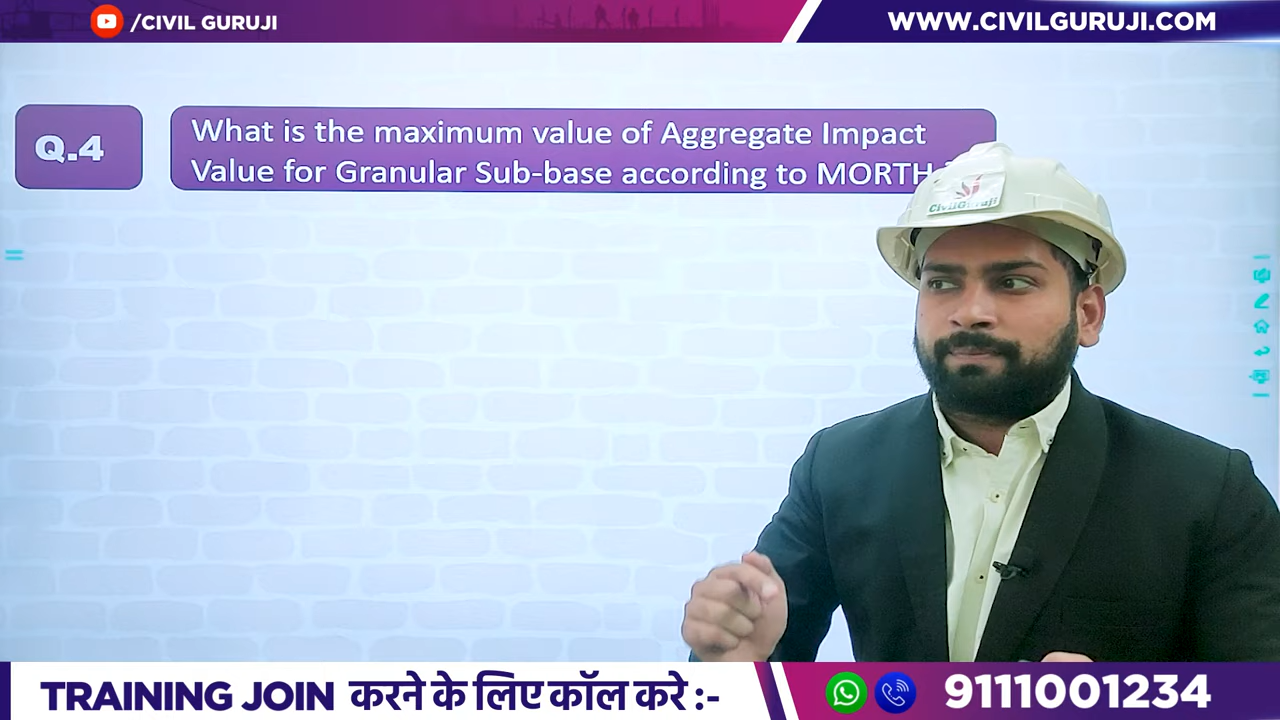 /CIVIL GURUJI
WWW.CIVILGURUJI.COM
Q.4
What is the maximum value of Aggregate Impact
Value for Granular Sub-base according to MORTH
CivilGuruji
TRAINING JOIN करने के लिए कॉल करे :-
9111001234